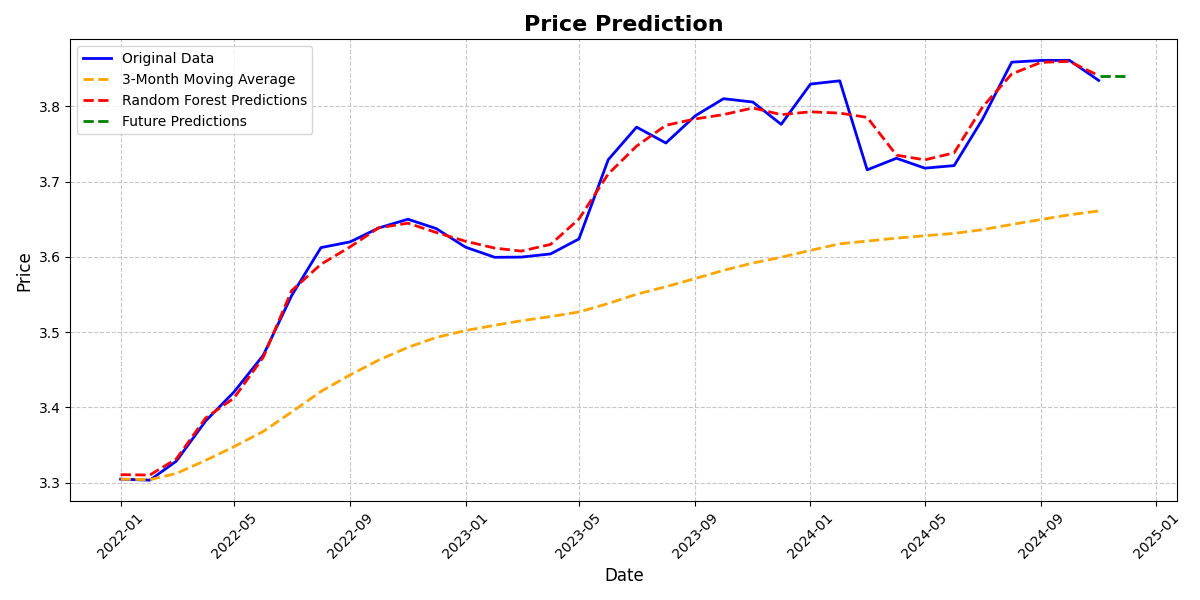 Price Prediction
Original Data
3-Month Moving Average
Random Forest Predictions
Future Predictions
Price
3.8
3.7
3.6
3.5
3.4
3.3
2022-01
2022-05
2022-09
2023-01
2023-05
2023-09
2024-01
2024-05
2024-09
2025-01
Date